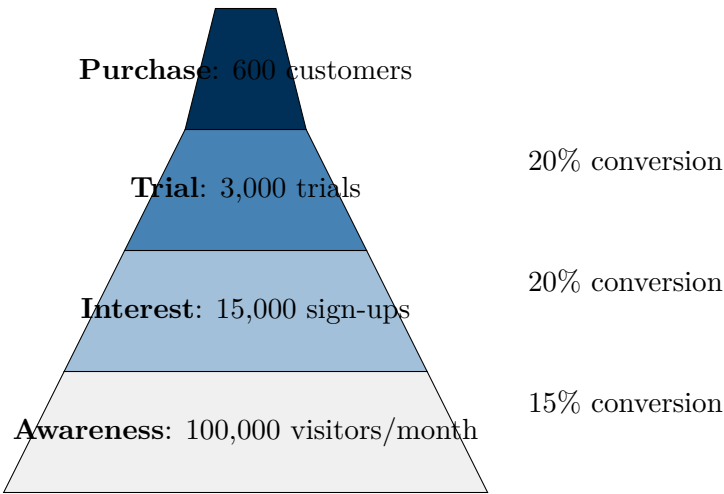 Purchase: 600 customers
20% conversion
Trial: 3,000 trials
20% conversion
Interest: 15,000 sign-ups
15% conversion
Awareness: 100,000 visitors/month